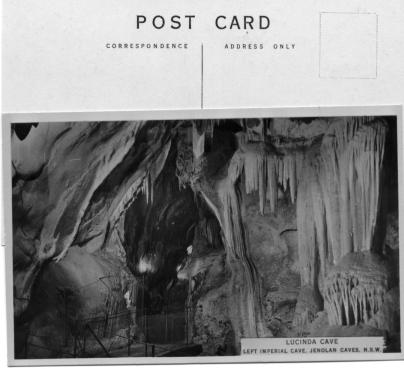 POST CARD
CORRESPONDENCE ADDRESS ONLY
LUCINDA CAVE
LEFT IMPERIAL CAVE, JENOLAN CAVES, N.S.W.